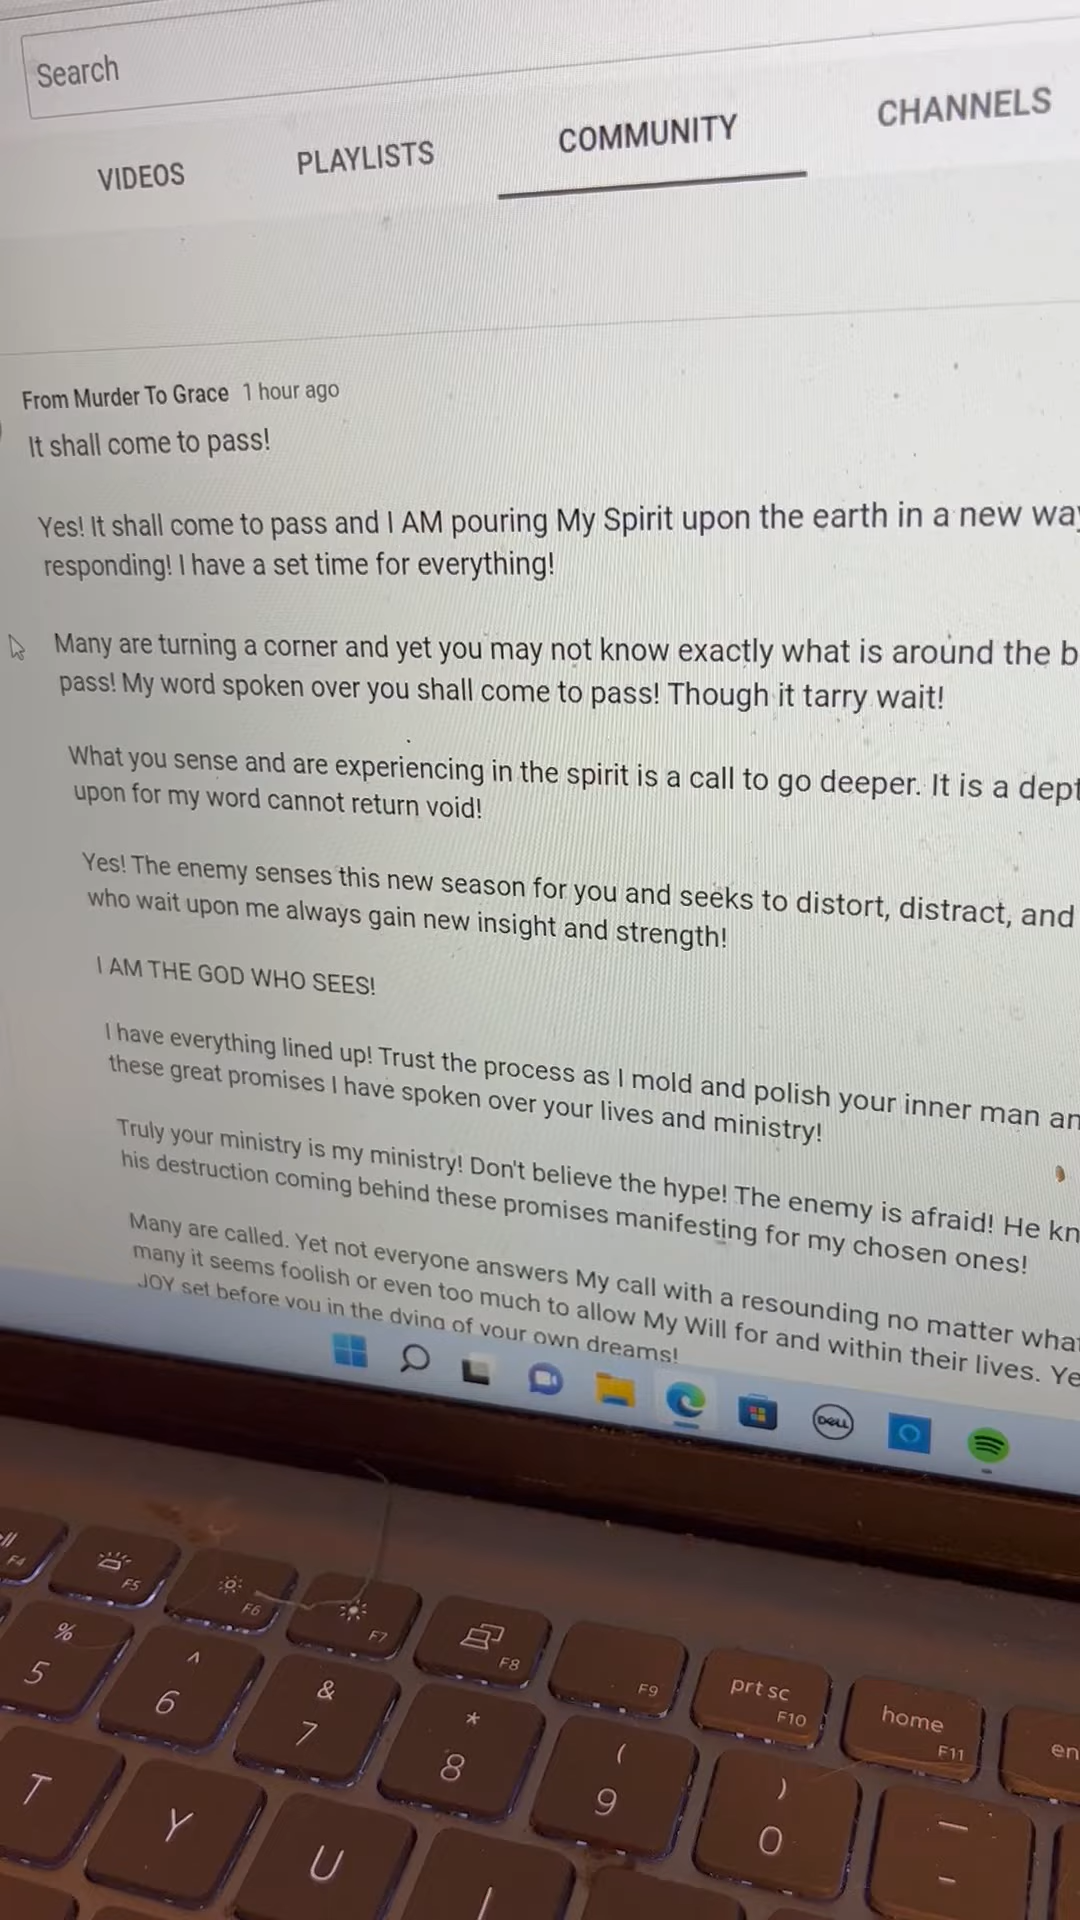 Search
VIDEOS PLAYLISTS COMMUNITY CHANNELS
From Murder To Grace 1 hour ago
It shall come to pass!
Yes! It shall come to pass and I AM pouring My Spirit upon the earth in a new
responding! I have a set time for everything!
Many are turning a corner and yet you may not know exactly what is around the
pass! My word spoken over you shall come to pass! Though it tarry wait!
What you sense and are experiencing in the spirit is a call to go deeper. It is a
upon for my word cannot return void!
Yes! The enemy senses this new season for you and seeks to distort, distract, and
who wait upon me always gain new insight and strength!
I AM THE GOD WHO SEES!
I have everything lined up! Trust the process as I mold and polish your inner man
these great promises I have spoken over your lives and ministry!
Truly your ministry is my ministry! Don't believe the hype! The enemy is afraid! He
his destruction coming behind these promises manifesting for my chosen ones!
Many are called. Yet not everyone answers My call with a resounding no matter
many it seems foolish or even too much to allow My Will for and within their lives.
JOY set before you in the dying of your own dreams!
DELL
F4 F5 F6 F7 F8 F9 prt sc F10 home F11
% 5 ^ 6 & 7 * 8 ( 9 ) 0 — -
T Y U